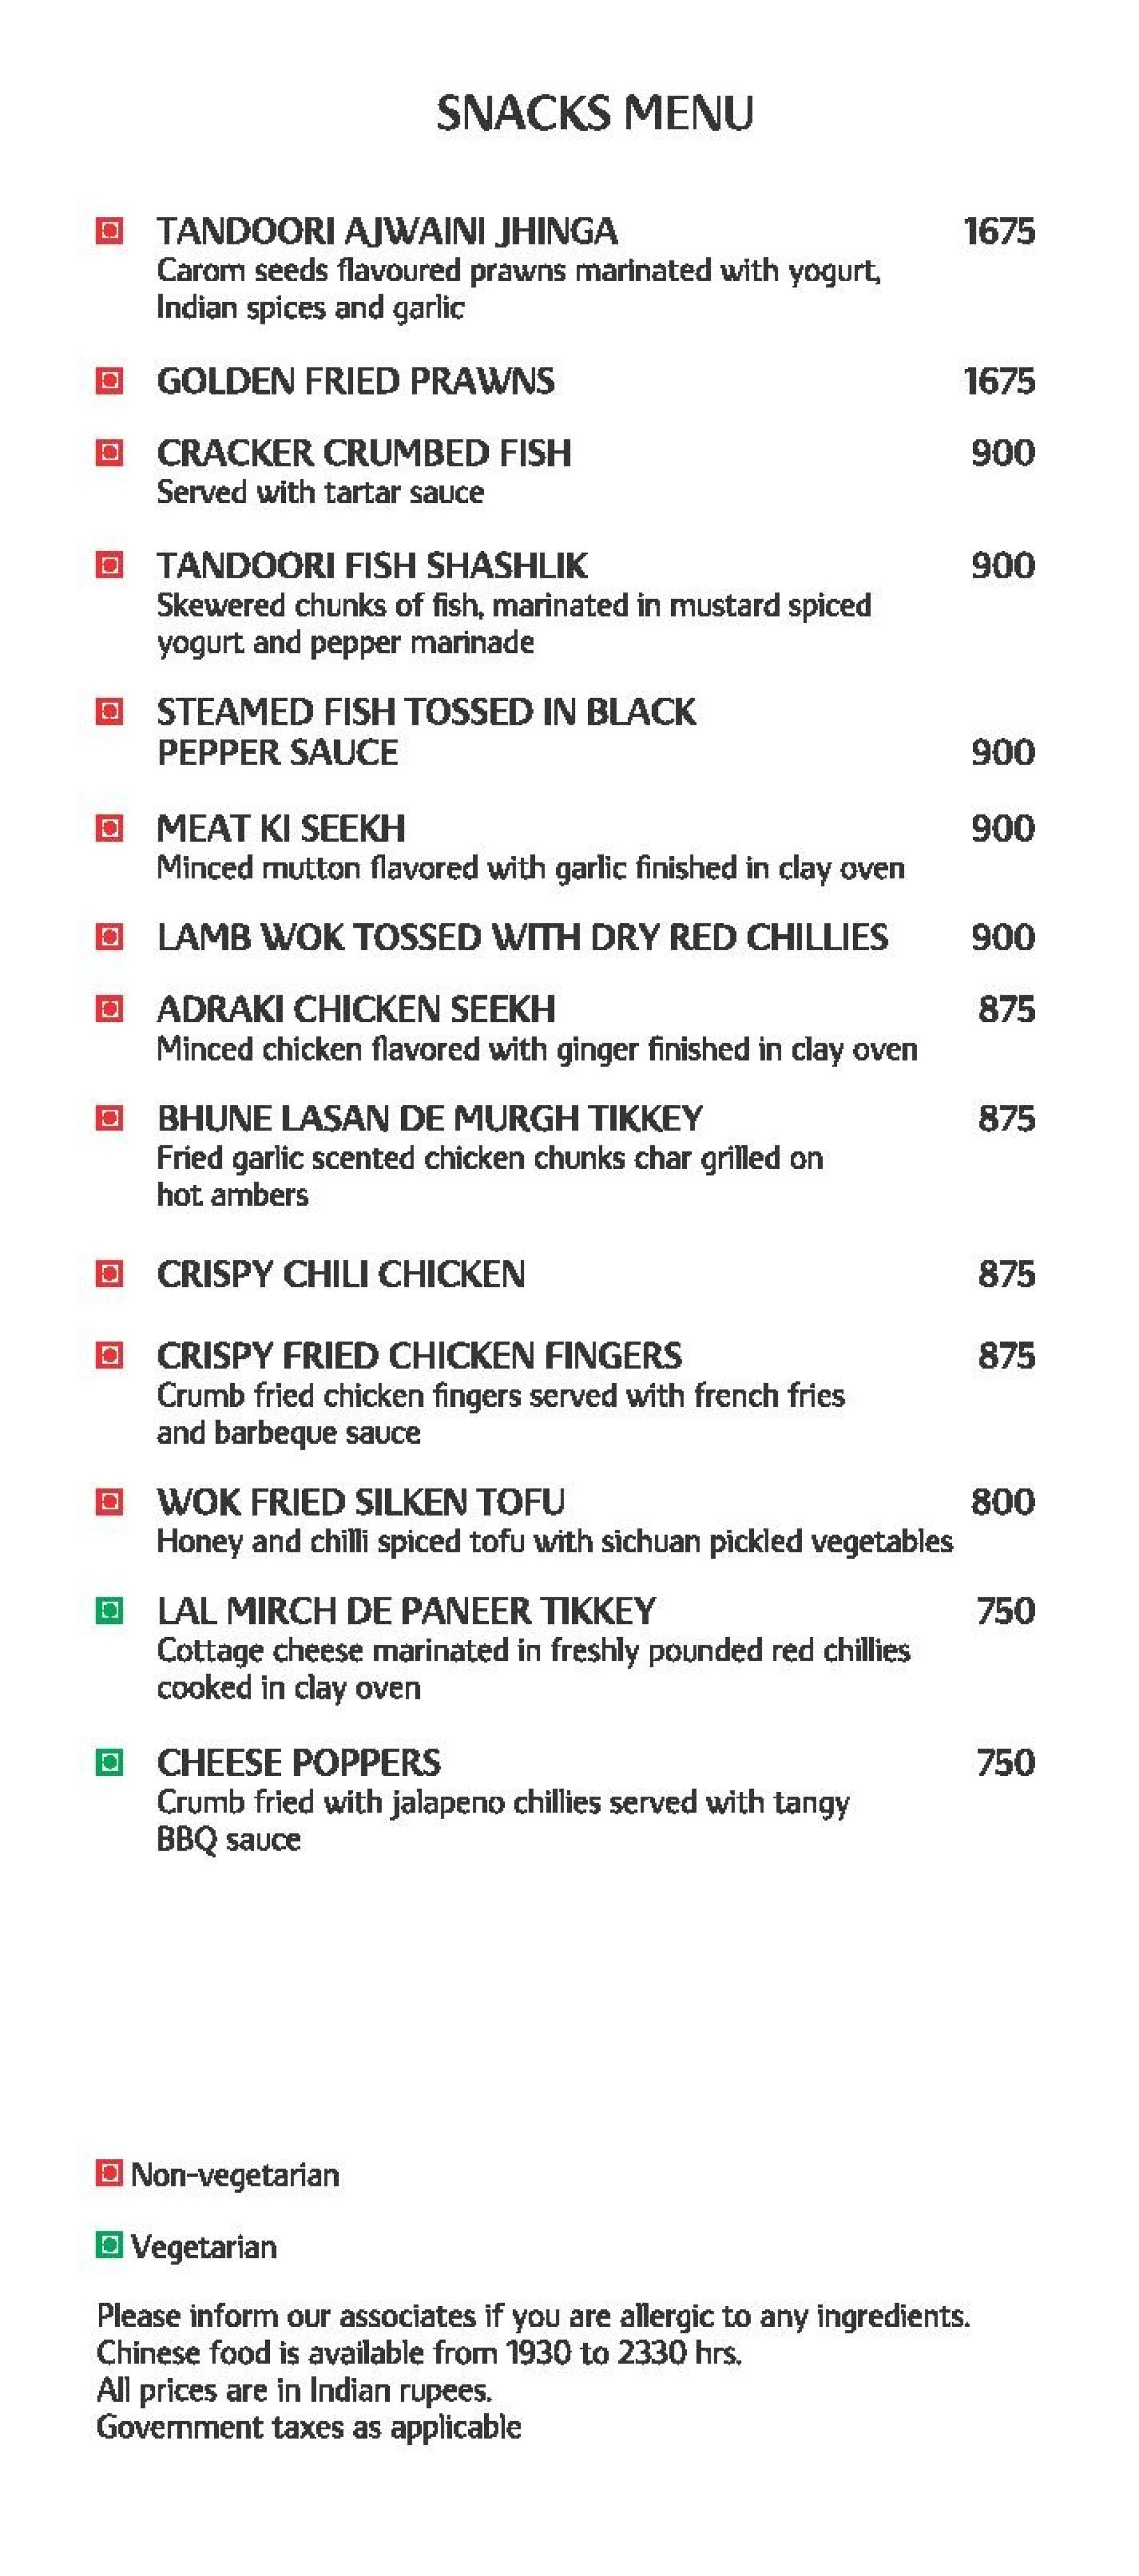 SNACKS MENU
TANDOORI AJWAINI JHINGA 1675
Carom seeds flavoured prawns marinated with yogurt,
Indian spices and garlic
GOLDEN FRIED PRAWNS 1675
CRACKER CRUMBED FISH 900
Served with tartar sauce
TANDOORI FISH SHASHLIK 900
Skewered chunks of fish, marinated in mustard spiced
yogurt and pepper marinade
STEAMED FISH TOSSED IN BLACK
PEPPER SAUCE 900
MEAT KI SEEKH 900
Minced mutton flavored with garlic finished in clay oven
LAMB WOK TOSSED WITH DRY RED CHILLIES 900
ADRAKI CHICKEN SEEKH 875
Minced chicken flavored with ginger finished in clay oven
BHUNE LASAN DE MURGH TIKKEY 875
Fried garlic scented chicken chunks char grilled on
hot ambers
CRISPY CHILI CHICKEN 875
CRISPY FRIED CHICKEN FINGERS 875
Crumb fried chicken fingers served with french fries
and barbeque sauce
WOK FRIED SILKEN TOFU 800
Honey and chilli spiced tofu with sichuan pickled vegetables
LAL MIRCH DE PANEER TIKKEY 750
Cottage cheese marinated in freshly pounded red chillies
cooked in clay oven
CHEESE POPPERS 750
Crumb fried with jalapeno chillies served with tangy
BBQ sauce
Non-vegetarian
Vegetarian
Please inform our associates if you are allergic to any ingredients.
Chinese food is available from 1930 to 2330 hrs.
All prices are in Indian rupees.
Government taxes as applicable